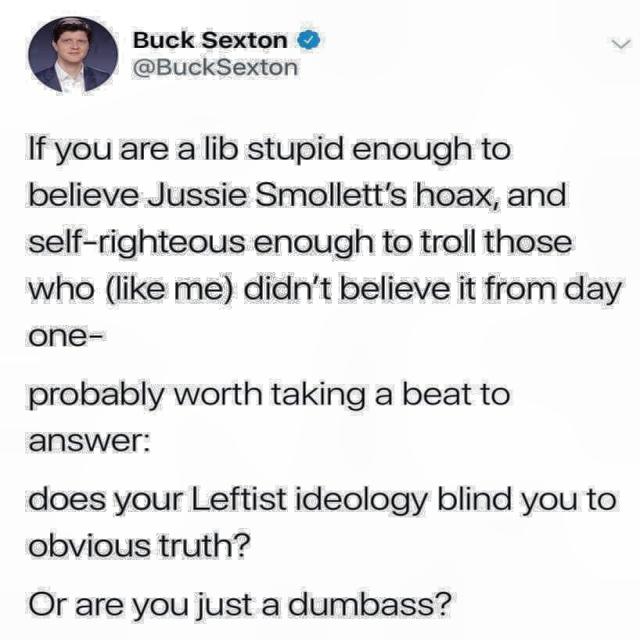 Buck Sexton
@BuckSexton
If you are a lib stupid enough to
believe Jussie Smollett's hoax, and
self-righteous enough to troll those
who (like me) didn't believe it from day
one-
probably worth taking a beat to
answer:
does your Leftist ideology blind you to
obvious truth?
Or are you just a dumbass?